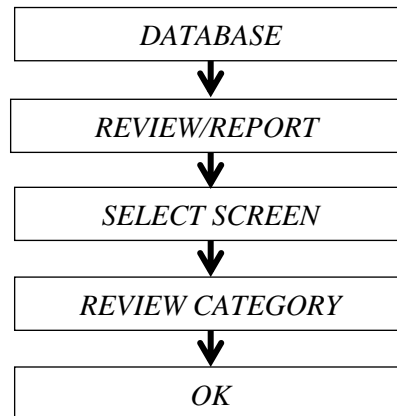 DATABASE
REVIEW/REPORT
SELECT SCREEN
REVIEW CATEGORY
OK